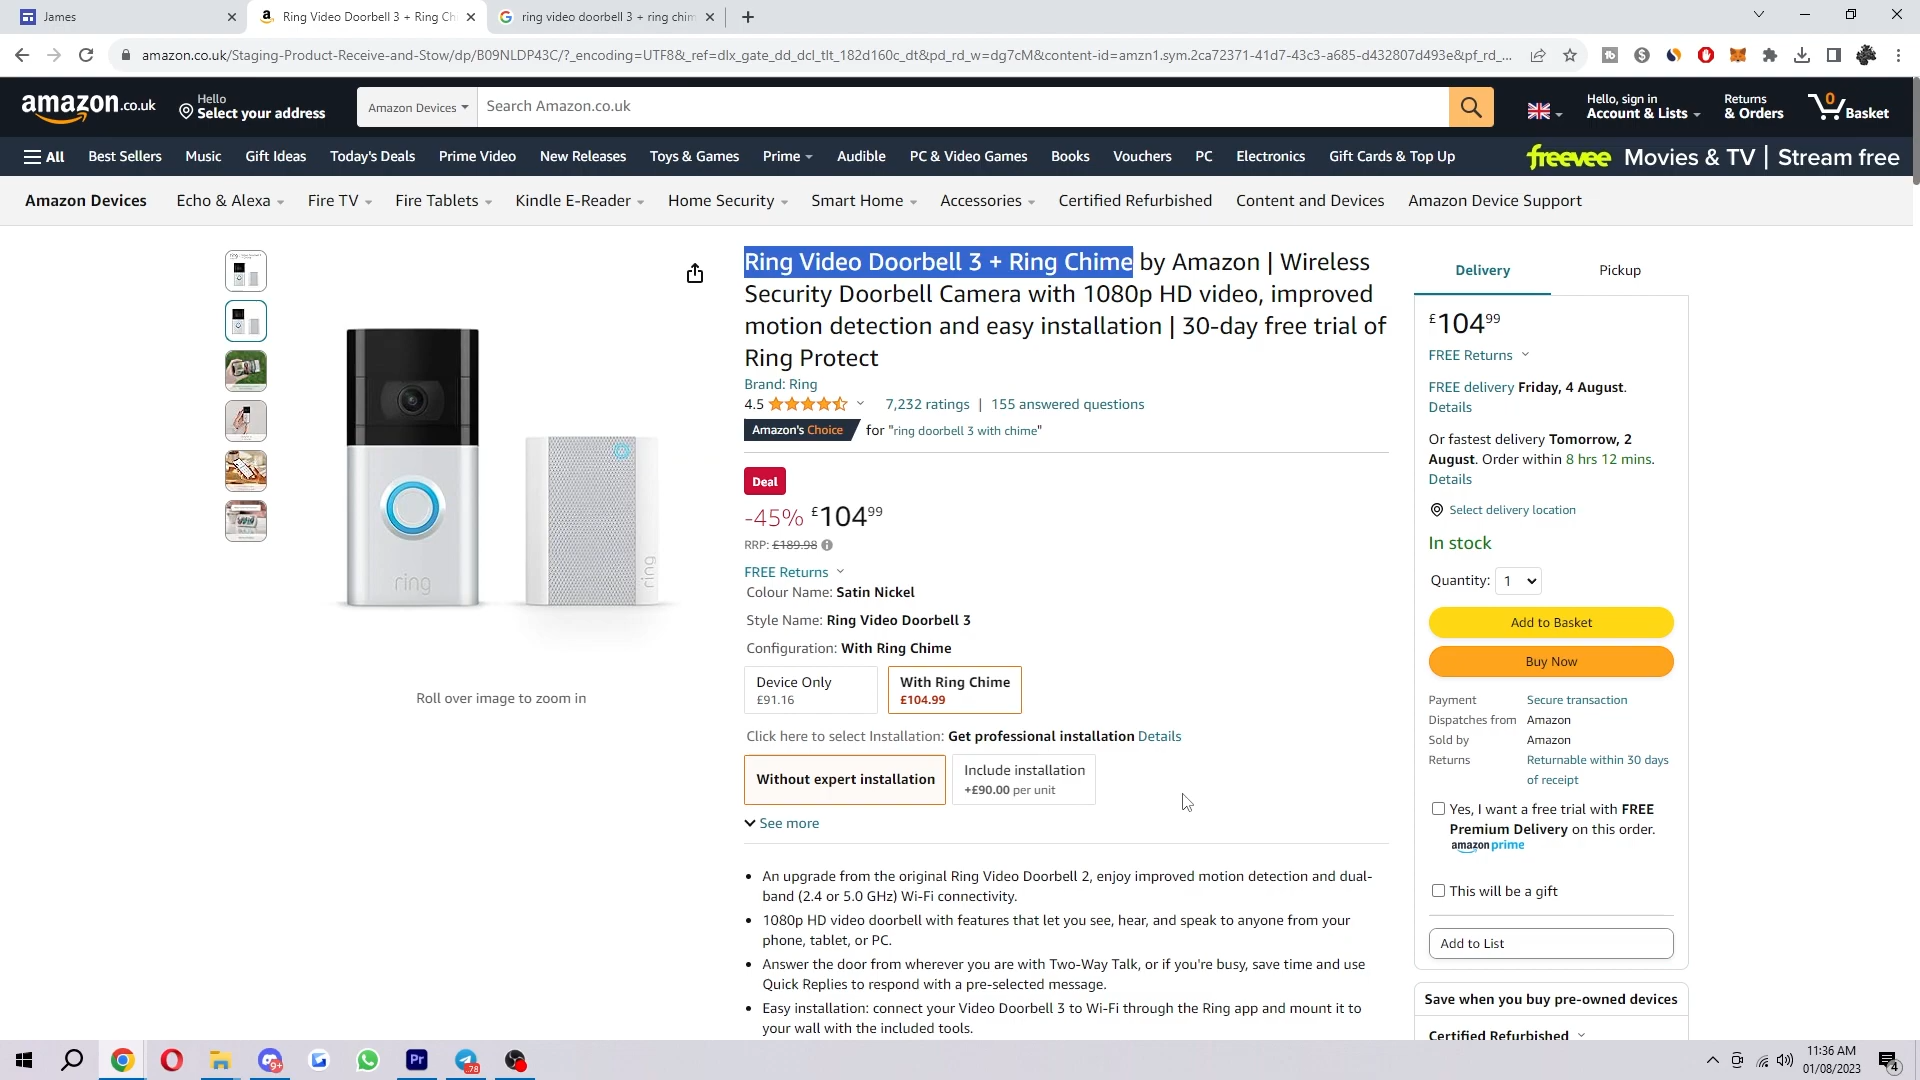 James
Ring Video Doorbell 3 + Ring Ch
ring video doorbell 3 + ring chim
amazon.co.uk/Staging-Product-Receive-and-Stow/dp/B09NLDP43C/?_encoding=UTF8&_ref=dlx_gate_dd_dcl_tlt_182d160c_dt&pd_rd_w=dg7cM&content-id=amzn1.sym.2ca72371-41d7-43c3-a685-d432807d493e&pf_rd_...
amazon.co.uk
Hello
Select your address
Amazon Devices
Search Amazon.co.uk
Hello, sign in
Account & Lists
Returns
& Orders
0
Basket
All Best Sellers Music Gift Ideas Today's Deals Prime Video New Releases Toys & Games Prime Audible PC & Video Games Books Vouchers PC Electronics Gift Cards & Top Up
freevee Movies & TV | Stream free
Amazon Devices Echo & Alexa Fire TV Fire Tablets Kindle E-Reader Home Security Smart Home Accessories Certified Refurbished Content and Devices Amazon Device Support
ring
ring
Roll over image to zoom in
Ring Video Doorbell 3 + Ring Chime by Amazon | Wireless
Security Doorbell Camera with 1080p HD video, improved
motion detection and easy installation | 30-day free trial of
Ring Protect
Brand: Ring
4.5 7,232 ratings | 155 answered questions
Amazon's Choice for "ring doorbell 3 with chime"
Deal
-45% £104.99
RRP: £189.98
FREE Returns
Colour Name: Satin Nickel
Style Name: Ring Video Doorbell 3
Configuration: With Ring Chime
Device Only
£91.16
With Ring Chime
£104.99
Click here to select Installation: Get professional installation Details
Without expert installation
Include installation
+£90.00 per unit
See more
An upgrade from the original Ring Video Doorbell 2, enjoy improved motion detection and dual-
band (2.4 or 5.0 GHz) Wi-Fi connectivity.
1080p HD video doorbell with features that let you see, hear, and speak to anyone from your
phone, tablet, or PC.
Answer the door from wherever you are with Two-Way Talk, or if you're busy, save time and use
Quick Replies to respond with a pre-selected message.
Easy installation: connect your Video Doorbell 3 to Wi-Fi through the Ring app and mount it to
your wall with the included tools.
Delivery
Pickup
£104.99
FREE Returns
FREE delivery Friday, 4 August.
Details
Or fastest delivery Tomorrow, 2
August. Order within 8 hrs 12 mins.
Details
Select delivery location
In stock
Quantity: 1
Add to Basket
Buy Now
Payment Secure transaction
Dispatches from Amazon
Sold by Amazon
Returns Returnable within 30 days
of receipt
Yes, I want a free trial with FREE
Premium Delivery on this order.
amazon prime
This will be a gift
Add to List
Save when you buy pre-owned devices
Certified Refurbished
9+
Pr
11:36 AM
01/08/2023
4